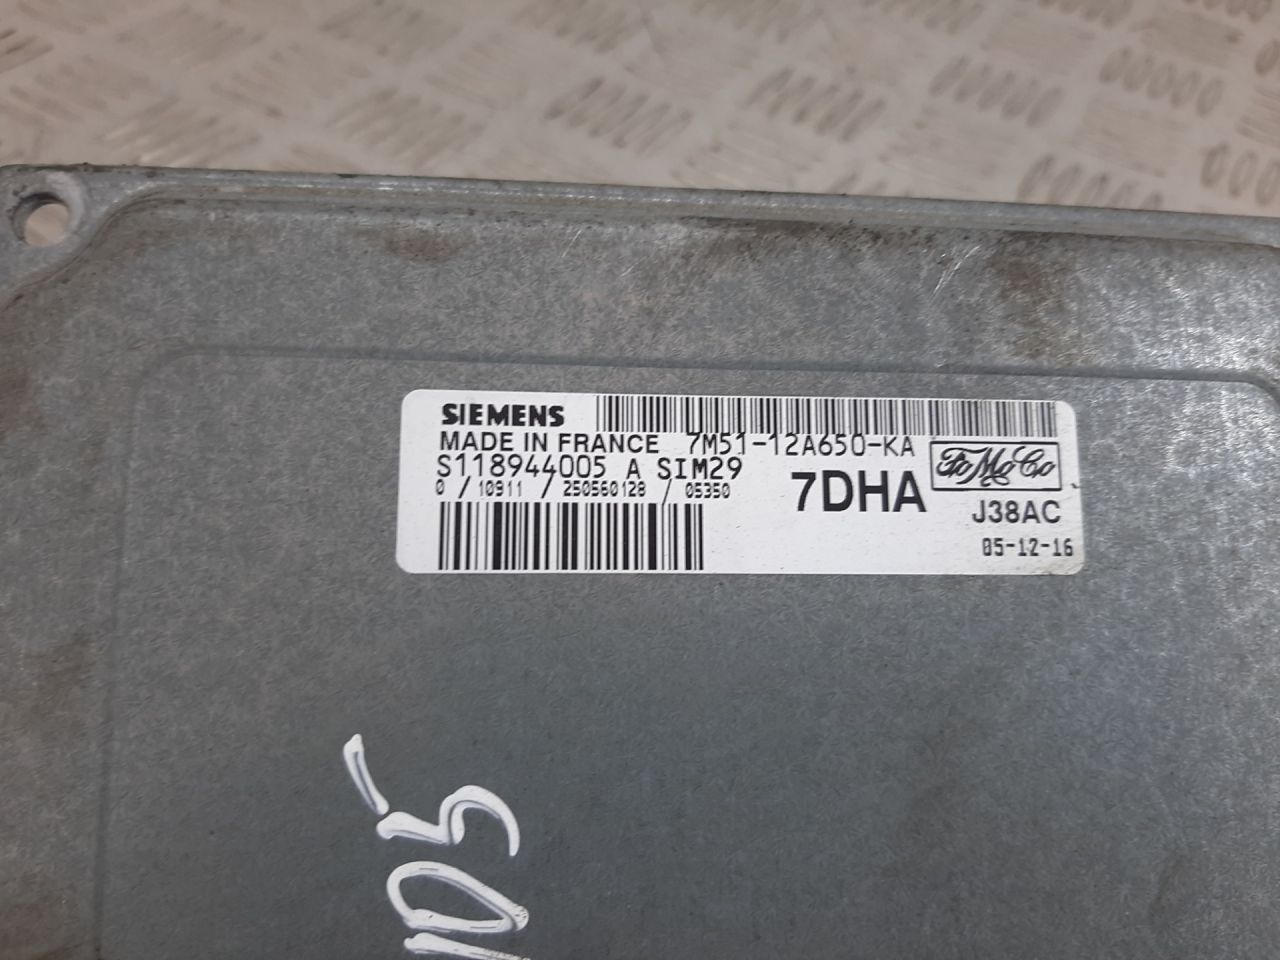 SIEMENS
MADE IN FRANCE 7M51-12A650-KA
S118944005 A SIM29
0 / 10911 / 250560128 / 05350
7DHA
FoMoCo
J38AC
05-12-16
105